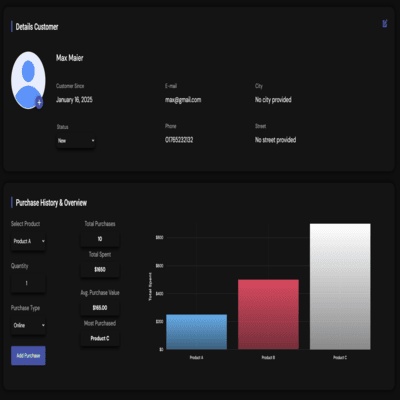 Details Customer
Max Maier
Customer Since
January 16, 2025
E-mail
max@gmail.com
City
No city provided
Status
New
Phone
01765232132
Street
No street provided
Purchase History & Overview
Select Product
Product A
Quantity
1
Purchase Type
Online
Add Purchase
Total Purchases
10
Total Spent
$1650
Avg. Purchase Value
$165.00
Most Purchased
Product C
Total Spent
$800
$600
$400
$200
$0
Product A
Product B
Product C